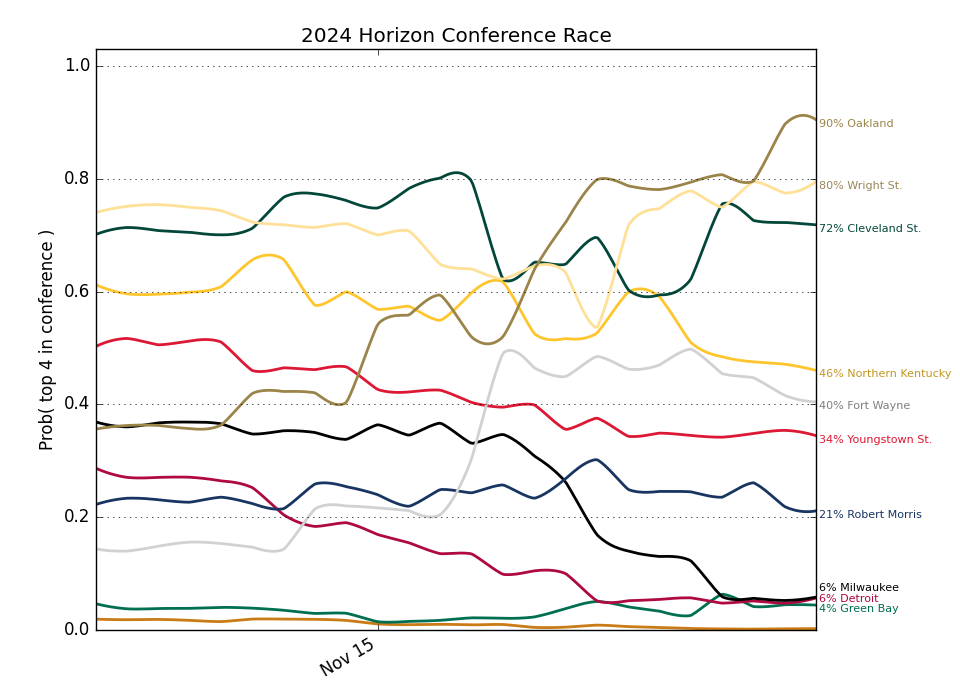 2024 Horizon Conference Race
Prob( top 4 in conference )
1.0
0.8
0.6
0.4
0.2
0.0
Nov 15
90% Oakland
80% Wright St.
72% Cleveland St.
46% Northern Kentucky
40% Fort Wayne
34% Youngstown St.
21% Robert Morris
6% Milwaukee
6% Detroit
4% Green Bay